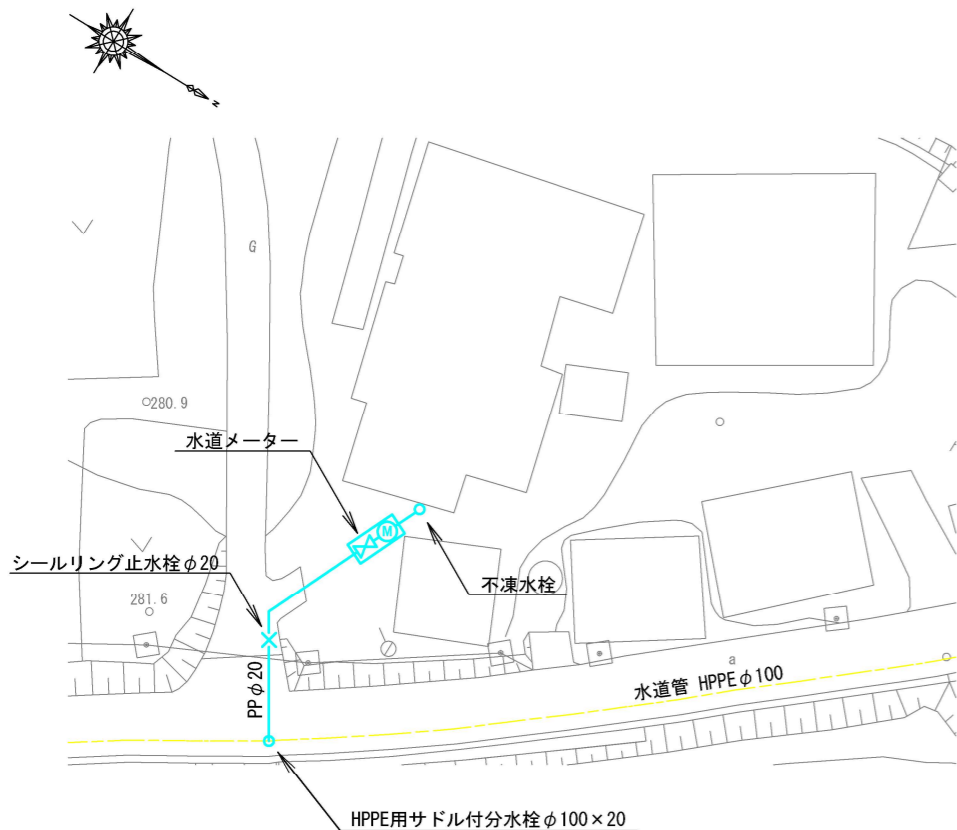 N
G
280.9
水道メーター
シールリング止水栓φ20
M
不凍水栓
281.6
a
水道管 HPPEφ100
PPφ20
HPPE用サドル付分水栓φ100×20